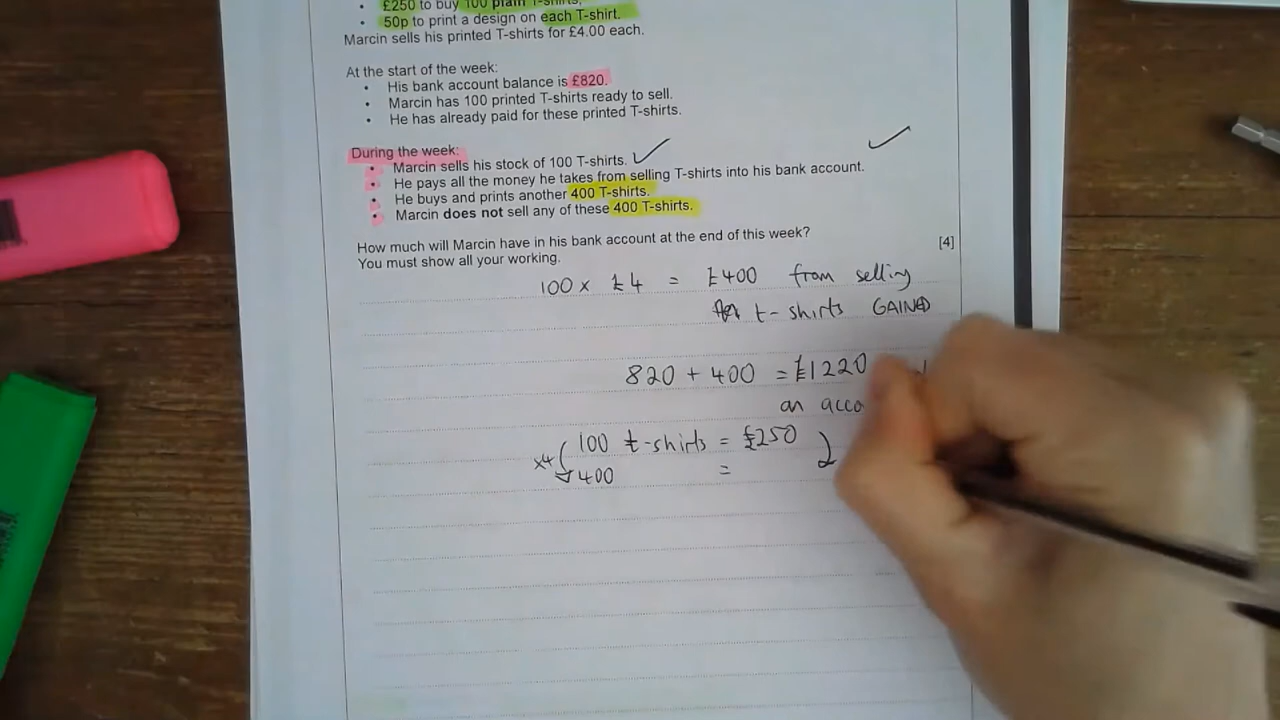 • £250 to buy 100 plain T-shirts,
• 50p to print a design on each T-shirt.
Marcin sells his printed T-shirts for £4.00 each.
At the start of the week:
• His bank account balance is £820.
• Marcin has 100 printed T-shirts ready to sell.
• He has already paid for these printed T-shirts.
During the week:
• Marcin sells his stock of 100 T-shirts.
• He pays all the money he takes from selling T-shirts into his bank account.
• He buys and prints another 400 T-shirts.
• Marcin does not sell any of these 400 T-shirts.
How much will Marcin have in his bank account at the end of this week?
You must show all your working.
[4]
100 x £4 = £400 from selling
t-shirts GAINED
820 + 400 = £1220
on acco
100 t-shirts = £250
x4
400 =